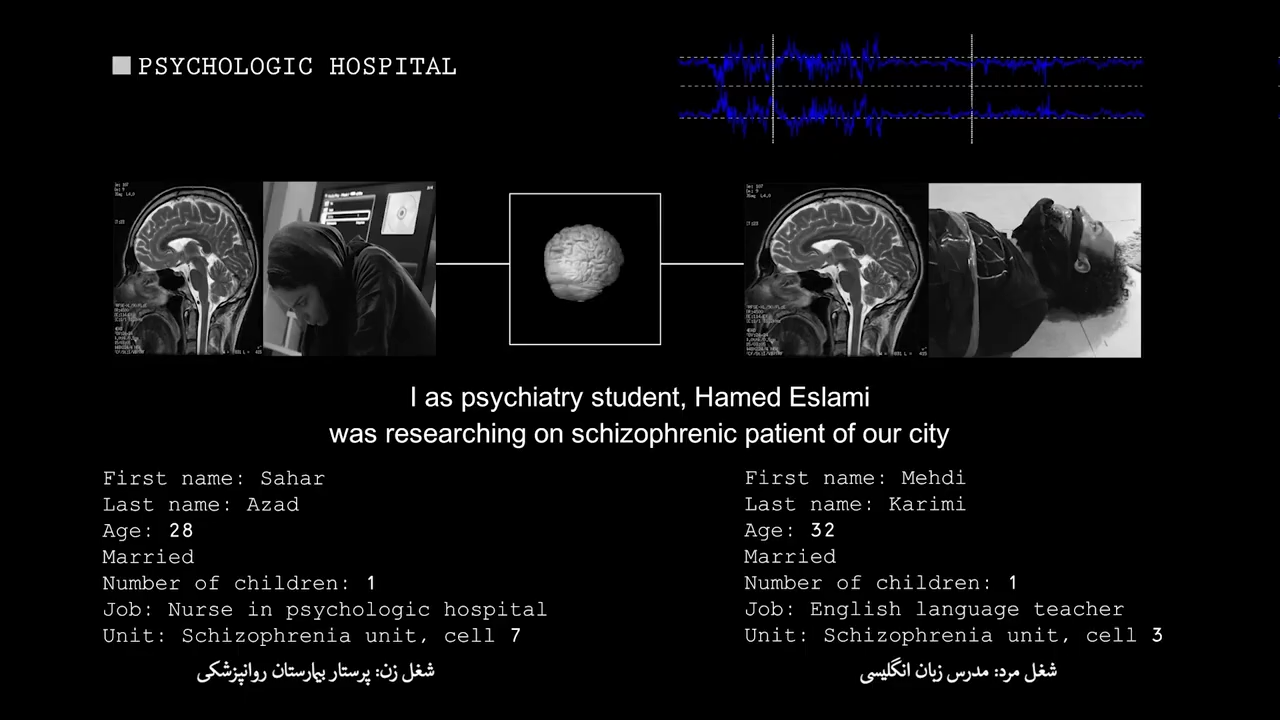 PSYCHOLOGIC HOSPITAL
I as psychiatry student, Hamed Eslami
was researching on schizophrenic patient of our city
First name: Sahar
Last name: Azad
Age: 28
Married
Number of children: 1
Job: Nurse in psychologic hospital
Unit: Schizophrenia unit, cell 7
شغل زن: پرستار بیمارستان روانپزشکی
First name: Mehdi
Last name: Karimi
Age: 32
Married
Number of children: 1
Job: English language teacher
Unit: Schizophrenia unit, cell 3
شغل مرد: مدرس زبان انگلیسی